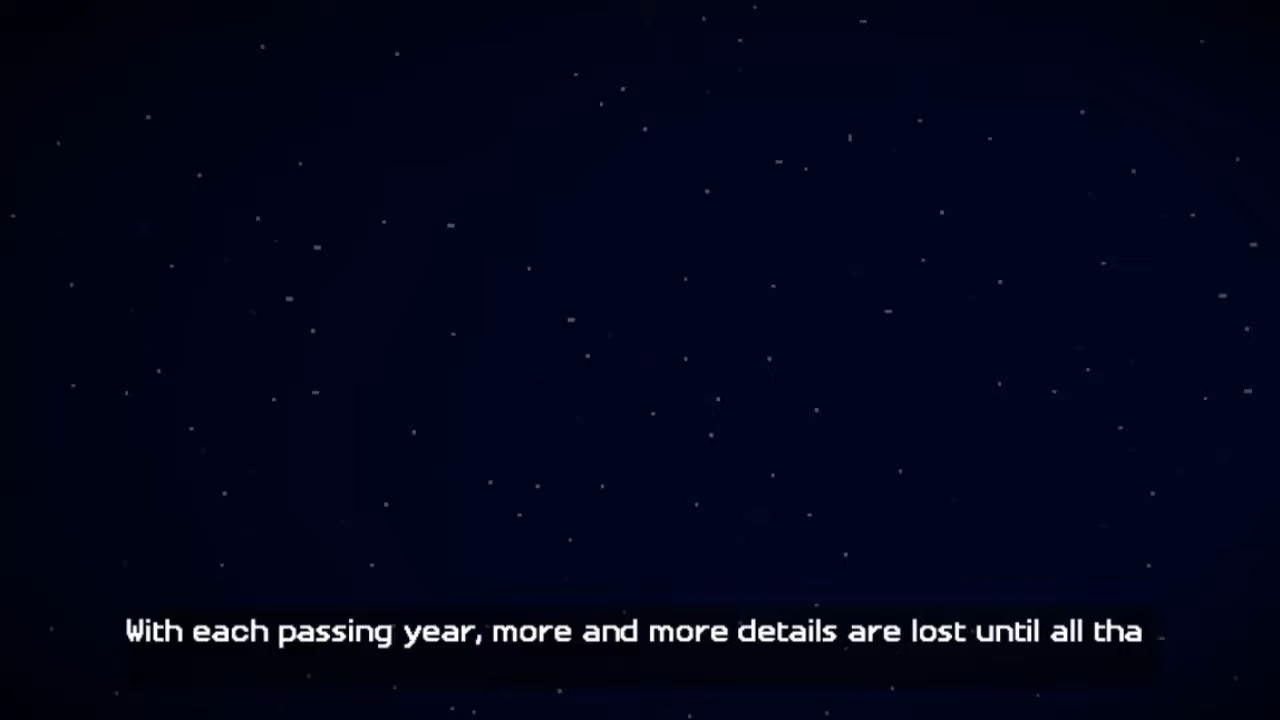 With each passing year, more and more details are lost until all tha